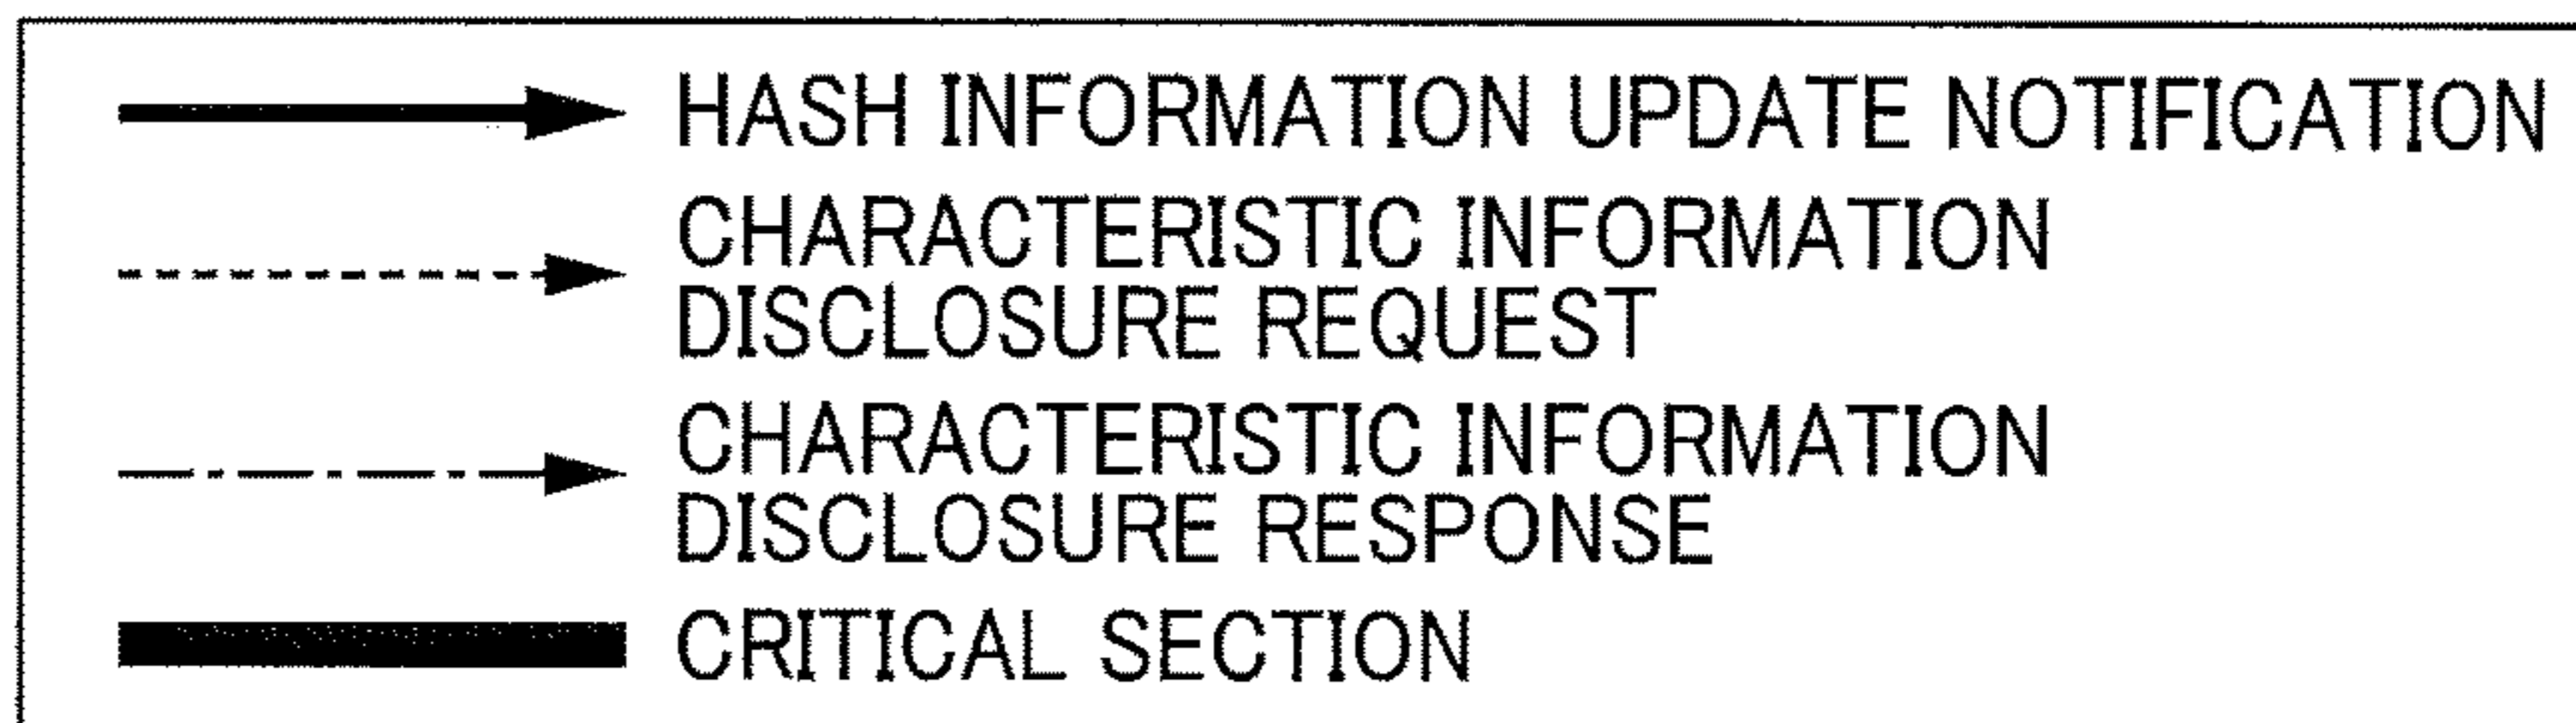 HASH INFORMATION UPDATE NOTIFICATION
CHARACTERISTIC INFORMATION
DISCLOSURE REQUEST
CHARACTERISTIC INFORMATION
DISCLOSURE RESPONSE
CRITICAL SECTION